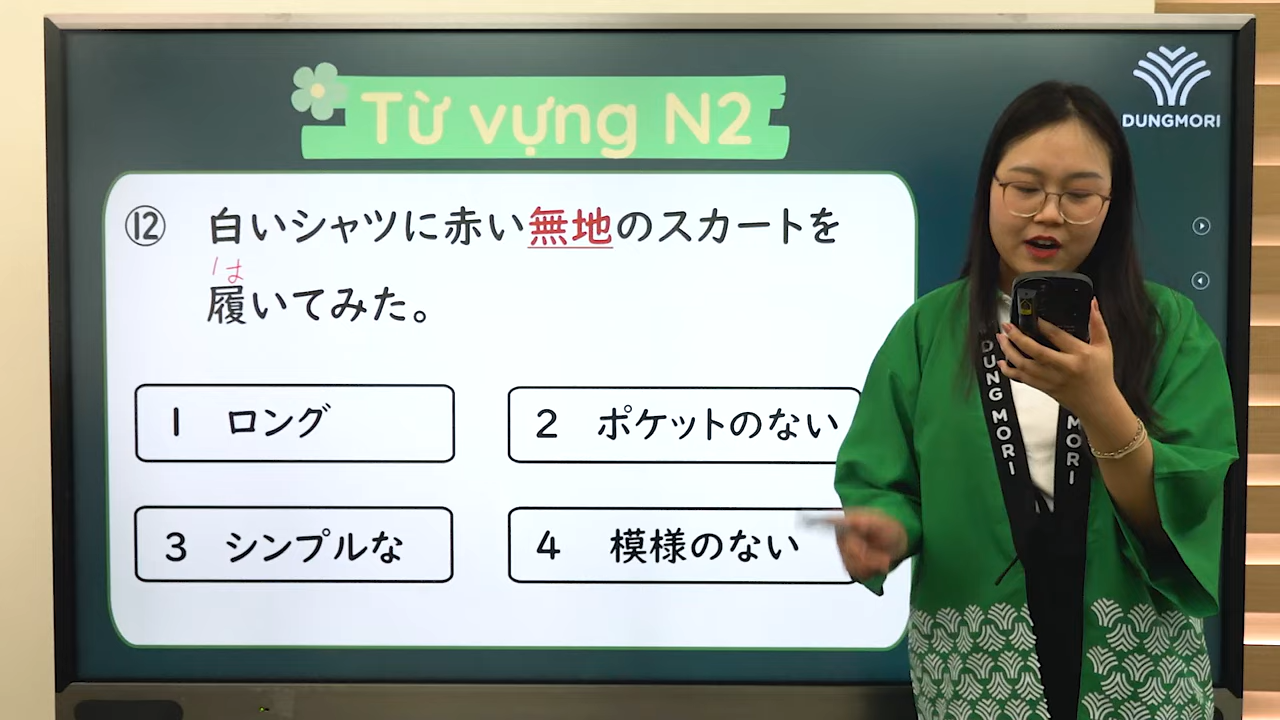 Từ vựng N2
DUNGMORI
⑫ 白いシャツに赤い無地のスカートを
は
履いてみた。
1 ロング
2 ポケットのない
3 シンプルな
4 模様のない
DUNG MORI
MORI